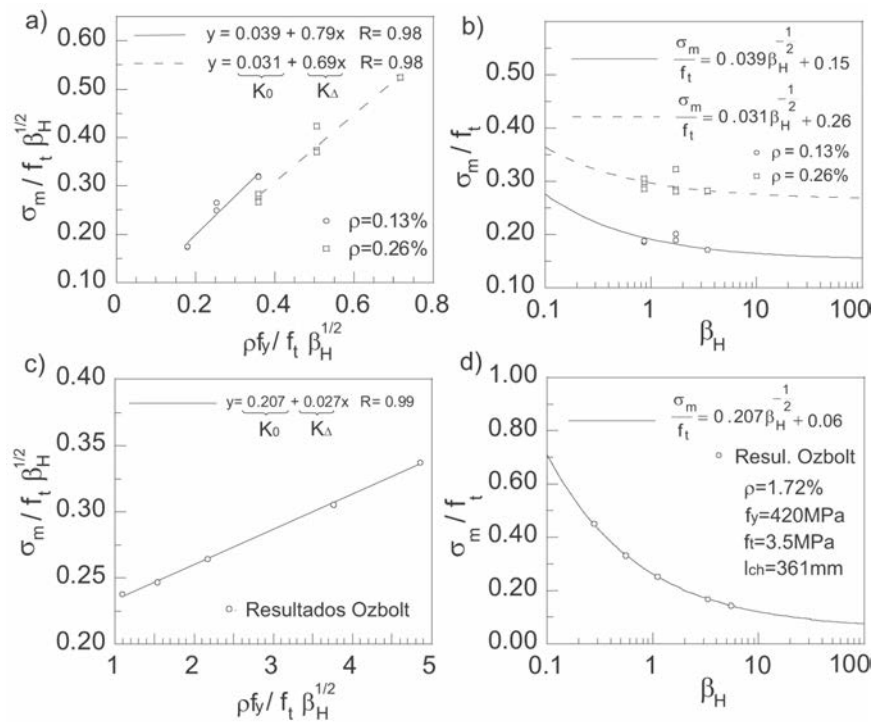 a)
y = 0.039 + 0.79x R= 0.98
y = 0.031 + 0.69x R= 0.98
K0 KΔ
0.60
0.50
0.40
0.30
0.20
0.10
σm / ft βH^1/2
ρ=0.13%
ρ=0.26%
0 0.2 0.4 0.6 0.8
ρfy / ft βH^1/2
b)
σm/ft = 0.039βH^-1/2 + 0.15
σm/ft = 0.031βH^-1/2 + 0.26
ρ = 0.13%
ρ = 0.26%
0.50
0.40
0.30
0.20
0.10
σm / ft
0.1 1 10 100
βH
c)
y= 0.207 + 0.027x R= 0.99
K0 KΔ
0.40
0.35
0.30
0.25
0.20
σm / ft βH^1/2
Resultados Ozbolt
1 2 3 4 5
ρfy / ft βH^1/2
d)
σm/ft = 0.207βH^-1/2 + 0.06
Resul. Ozbolt
ρ=1.72%
fy=420MPa
ft=3.5MPa
lch=361mm
1.00
0.80
0.60
0.40
0.20
0.00
σm / ft
0.1 1 10 100
βH